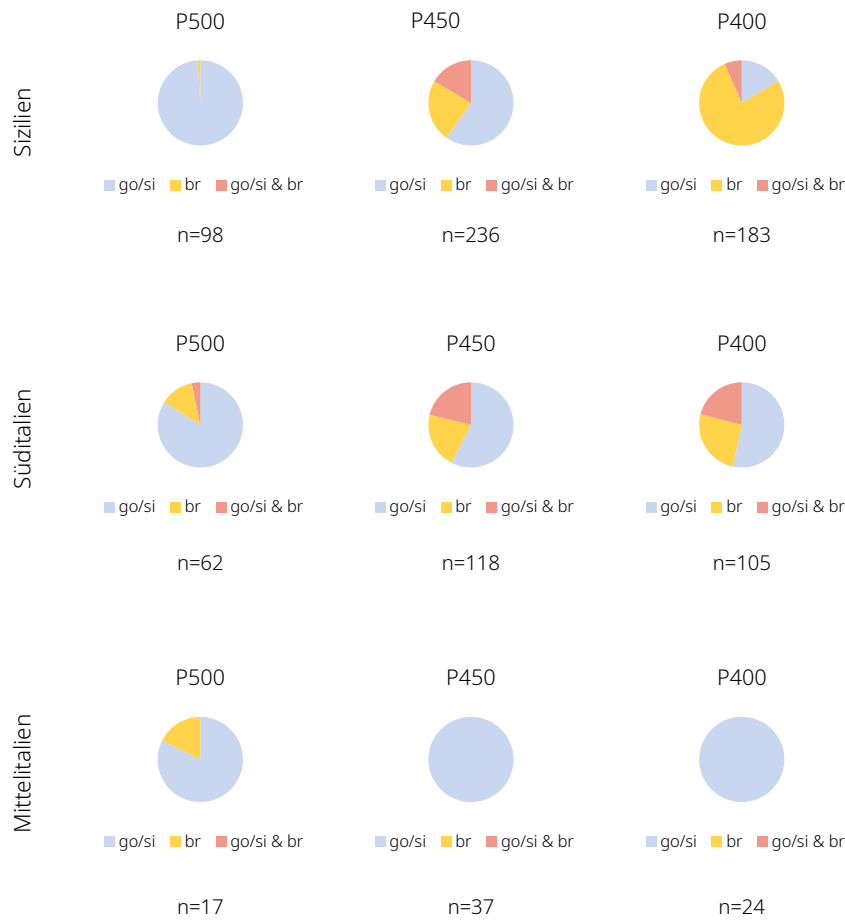 P500 P450 P400
Sizilien
go/si br go/si & br go/si br go/si & br go/si br go/si & br
n=98 n=236 n=183
P500 P450 P400
Süditalien
go/si br go/si & br go/si br go/si & br go/si br go/si & br
n=62 n=118 n=105
P500 P450 P400
Mittelitalien
go/si br go/si & br go/si br go/si & br go/si br go/si & br
n=17 n=37 n=24